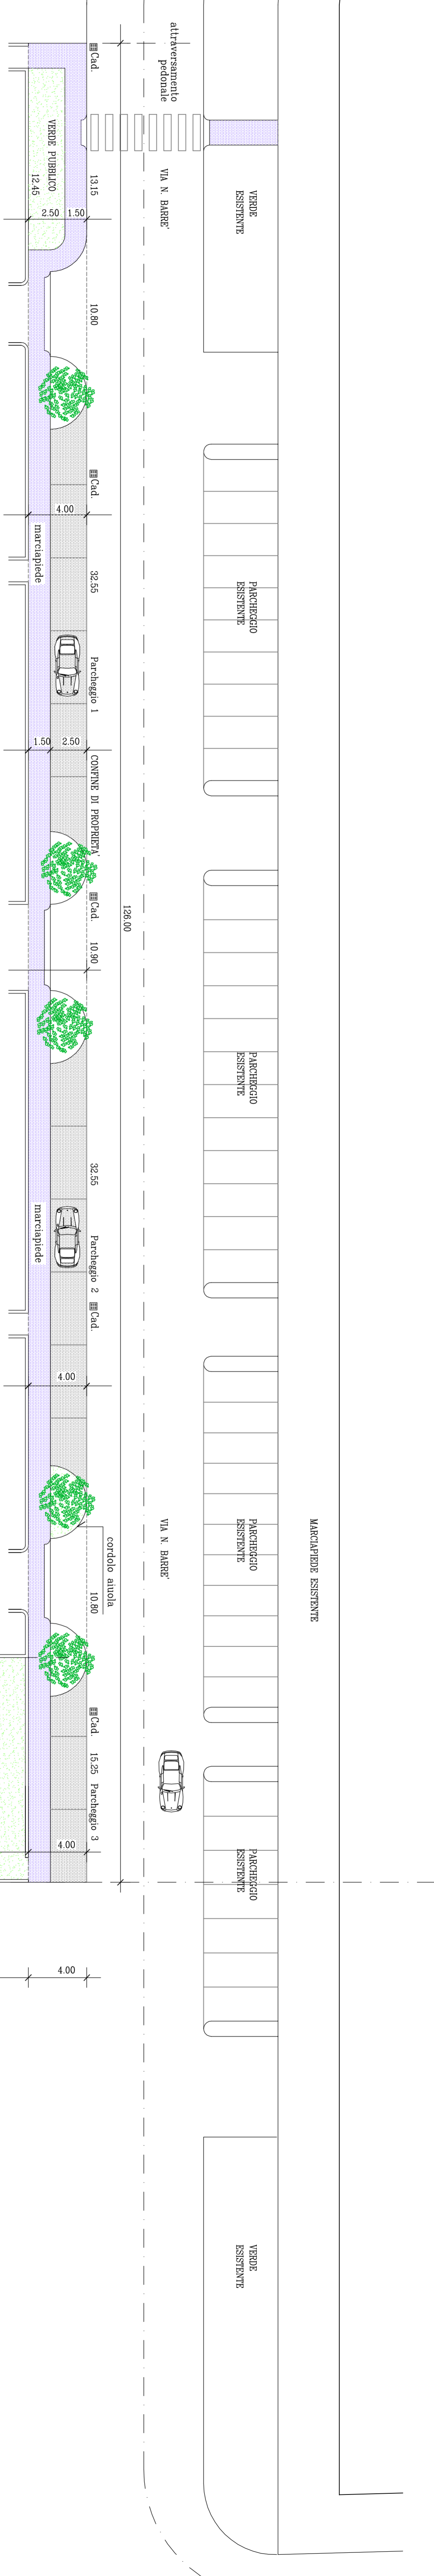 Cad.
attraversamento
pedonale
VERDE PUBBLICO
12.45
2.50
1.50
13.15
VIA N. BARRE'
VERDE
ESISTENTE
10.80
Cad.
4.00
marciapiede
32.55
PARCHEGGIO
ESISTENTE
Parcheggio 1
1.50
2.50
CONFINE DI PROPRIETA'
Cad.
126.00
10.90
PARCHEGGIO
ESISTENTE
32.55
marciapiede
Parcheggio 2
Cad.
4.00
VIA N. BARRE'
PARCHEGGIO
ESISTENTE
MARCIAPIEDE ESISTENTE
cordolo aiuola
10.80
Cad.
15.25
Parcheggio 3
4.00
PARCHEGGIO
ESISTENTE
4.00
VERDE
ESISTENTE